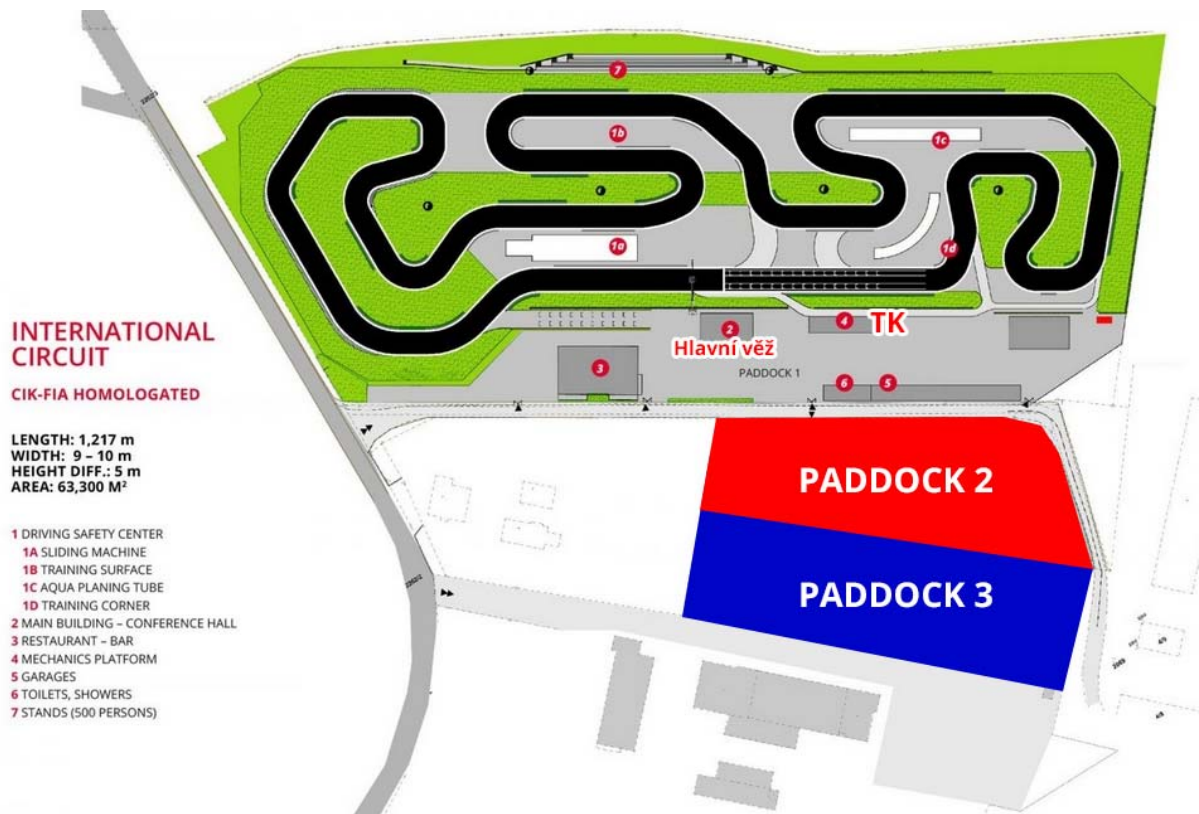 7
1b
1c
1a
1d
2
4
TK
Hlavní věž
3
PADDOCK 1
6
5
INTERNATIONAL
CIRCUIT
CIK-FIA HOMOLOGATED
LENGTH: 1,217 m
WIDTH: 9 – 10 m
HEIGHT DIFF.: 5 m
AREA: 63,300 M²
PADDOCK 2
PADDOCK 3
1 DRIVING SAFETY CENTER
1A SLIDING MACHINE
1B TRAINING SURFACE
1C AQUA PLANING TUBE
1D TRAINING CORNER
2 MAIN BUILDING – CONFERENCE HALL
3 RESTAURANT – BAR
4 MECHANICS PLATFORM
5 GARAGES
6 TOILETS, SHOWERS
7 STANDS (500 PERSONS)